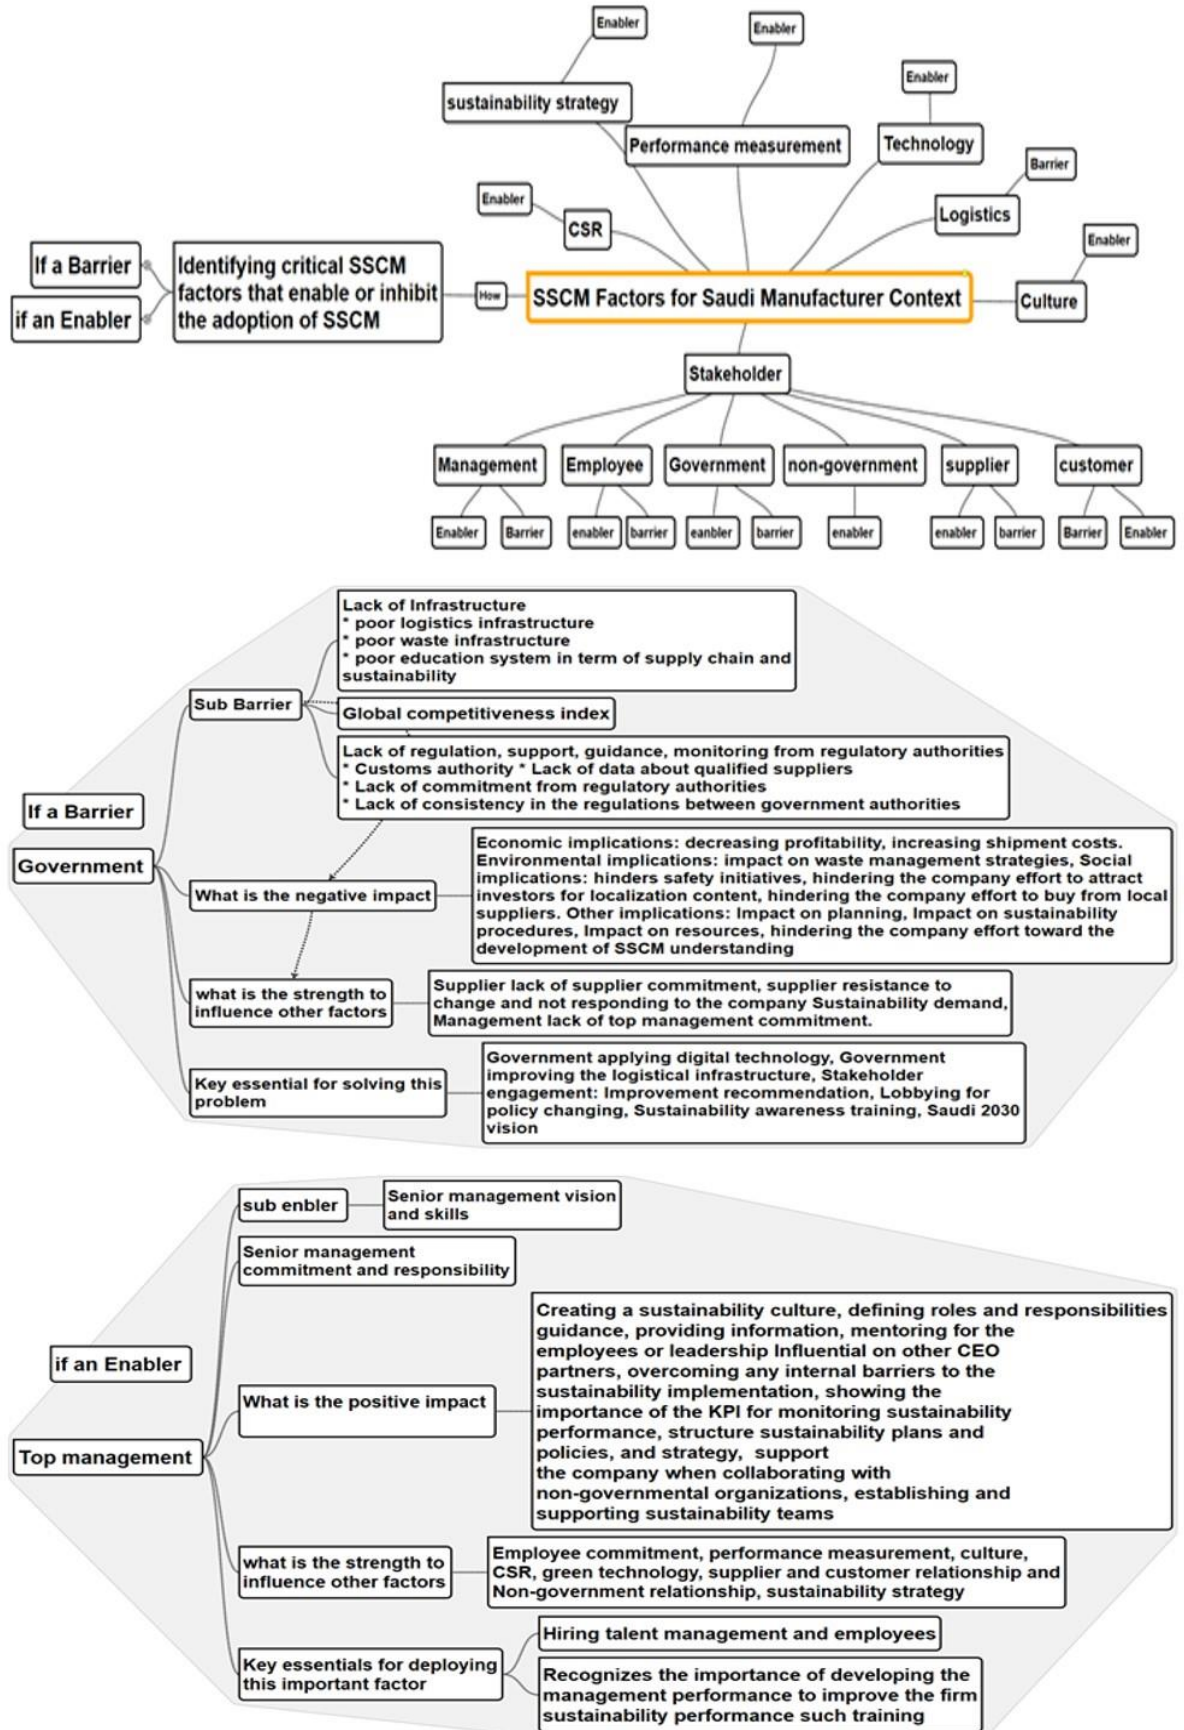 Enabler
Enabler
Enabler
sustainability strategy
Performance measurement
Technology
Barrier
Enabler
CSR
Logistics
Enabler
If a Barrier
if an Enabler
Identifying critical SSCM
factors that enable or inhibit
the adoption of SSCM
How
SSCM Factors for Saudi Manufacturer Context
Culture
Stakeholder
Management
Employee
Government
non-government
supplier
customer
Enabler
Barrier
enabler
barrier
eanbler
barrier
enabler
enabler
barrier
Barrier
Enabler
Lack of Infrastructure
* poor logistics infrastructure
* poor waste infrastructure
* poor education system in term of supply chain and
sustainability
Sub Barrier
Global competitiveness index
Lack of regulation, support, guidance, monitoring from regulatory authorities
* Customs authority * Lack of data about qualified suppliers
* Lack of commitment from regulatory authorities
* Lack of consistency in the regulations between government authorities
If a Barrier
Government
What is the negative impact
Economic implications: decreasing profitability, increasing shipment costs.
Environmental implications: impact on waste management strategies, Social
implications: hinders safety initiatives, hindering the company effort to attract
investors for localization content, hindering the company effort to buy from local
suppliers. Other implications: Impact on planning, Impact on sustainability
procedures, Impact on resources, hindering the company effort toward the
development of SSCM understanding
what is the strength to
influence other factors
Supplier lack of supplier commitment, supplier resistance to
change and not responding to the company Sustainability demand,
Management lack of top management commitment.
Key essential for solving this
problem
Government applying digital technology, Government
improving the logistical infrastructure, Stakeholder
engagement: Improvement recommendation, Lobbying for
policy changing, Sustainability awareness training, Saudi 2030
vision
sub enbler
Senior management vision
and skills
Senior management
commitment and responsibility
if an Enabler
Top management
What is the positive impact
Creating a sustainability culture, defining roles and responsibilities
guidance, providing information, mentoring for the
employees or leadership Influential on other CEO
partners, overcoming any internal barriers to the
sustainability implementation, showing the
importance of the KPI for monitoring sustainability
performance, structure sustainability plans and
policies, and strategy, support
the company when collaborating with
non-governmental organizations, establishing and
supporting sustainability teams
what is the strength to
influence other factors
Employee commitment, performance measurement, culture,
CSR, green technology, supplier and customer relationship and
Non-government relationship, sustainability strategy
Key essentials for deploying
this important factor
Hiring talent management and employees
Recognizes the importance of developing the
management performance to improve the firm
sustainability performance such training